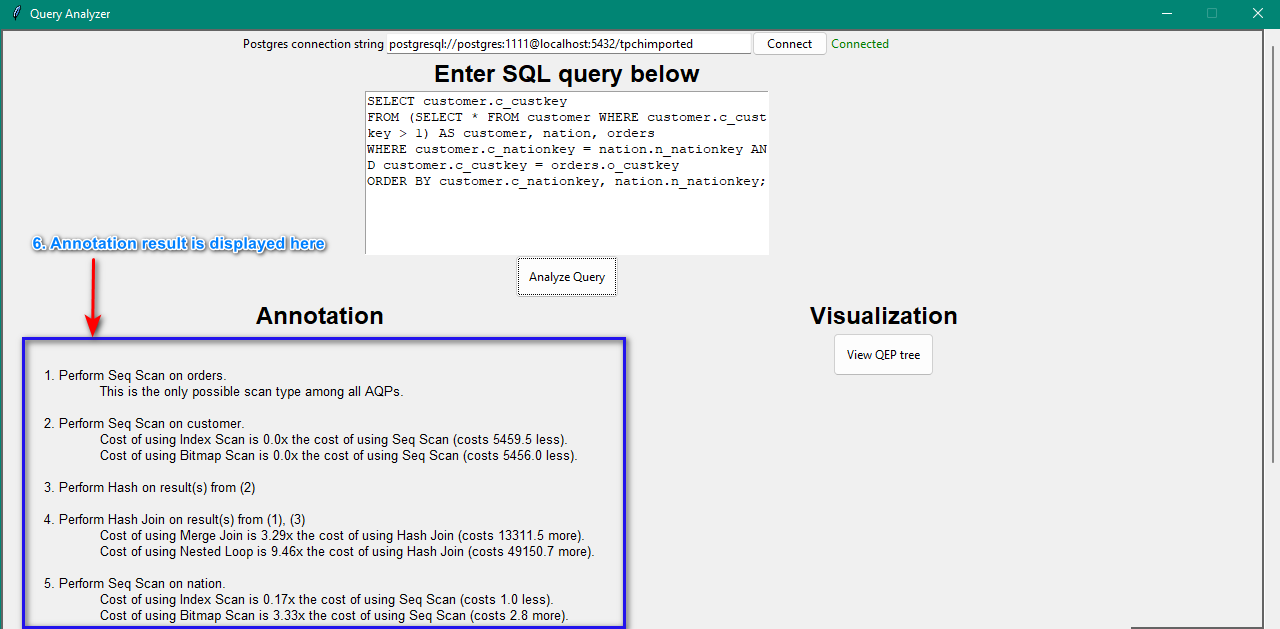 Query Analyzer
Postgres connection string postgresql://postgres:1111@localhost:5432/tpchimported Connect Connected
Enter SQL query below
SELECT customer.c_custkey
FROM (SELECT * FROM customer WHERE customer.c_cust
key > 1) AS customer, nation, orders
WHERE customer.c_nationkey = nation.n_nationkey AN
D customer.c_custkey = orders.o_custkey
ORDER BY customer.c_nationkey, nation.n_nationkey;
6. Annotation result is displayed here
Analyze Query
Annotation
1. Perform Seq Scan on orders.
This is the only possible scan type among all AQPs.
2. Perform Seq Scan on customer.
Cost of using Index Scan is 0.0x the cost of using Seq Scan (costs 5459.5 less).
Cost of using Bitmap Scan is 0.0x the cost of using Seq Scan (costs 5456.0 less).
3. Perform Hash on result(s) from (2)
4. Perform Hash Join on result(s) from (1), (3)
Cost of using Merge Join is 3.29x the cost of using Hash Join (costs 13311.5 more).
Cost of using Nested Loop is 9.46x the cost of using Hash Join (costs 49150.7 more).
5. Perform Seq Scan on nation.
Cost of using Index Scan is 0.17x the cost of using Seq Scan (costs 1.0 less).
Cost of using Bitmap Scan is 3.33x the cost of using Seq Scan (costs 2.8 more).
Visualization
View QEP tree